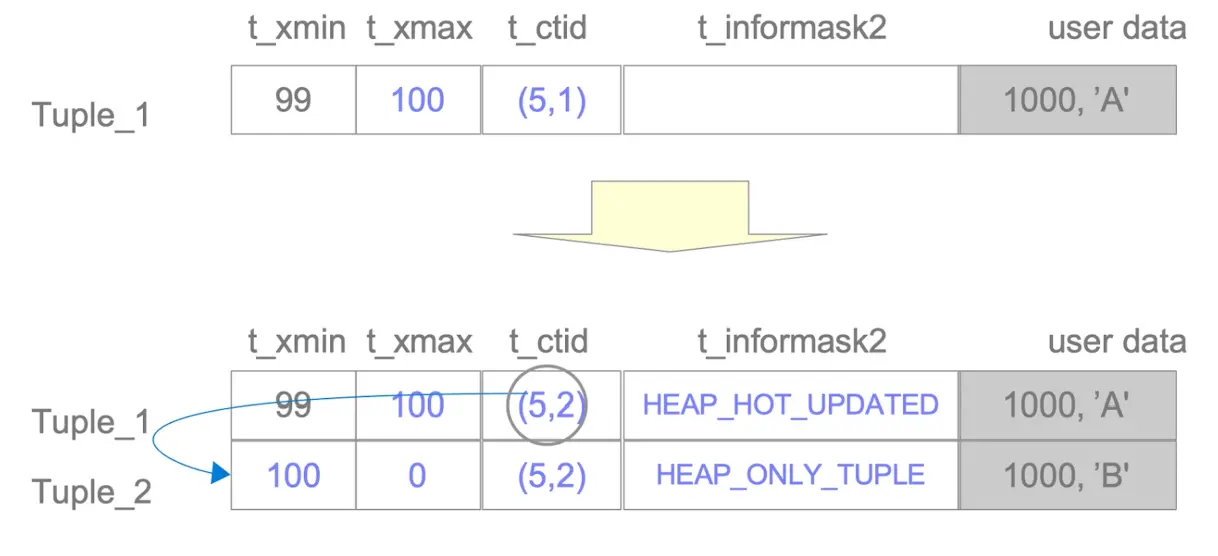 t_xmin t_xmax t_ctid t_informask2 user data
Tuple_1 99 100 (5,1) 1000, ’A'
t_xmin t_xmax t_ctid t_informask2 user data
Tuple_1 99 100 (5,2) HEAP_HOT_UPDATED 1000, ’A'
Tuple_2 100 0 (5,2) HEAP_ONLY_TUPLE 1000, ’B'